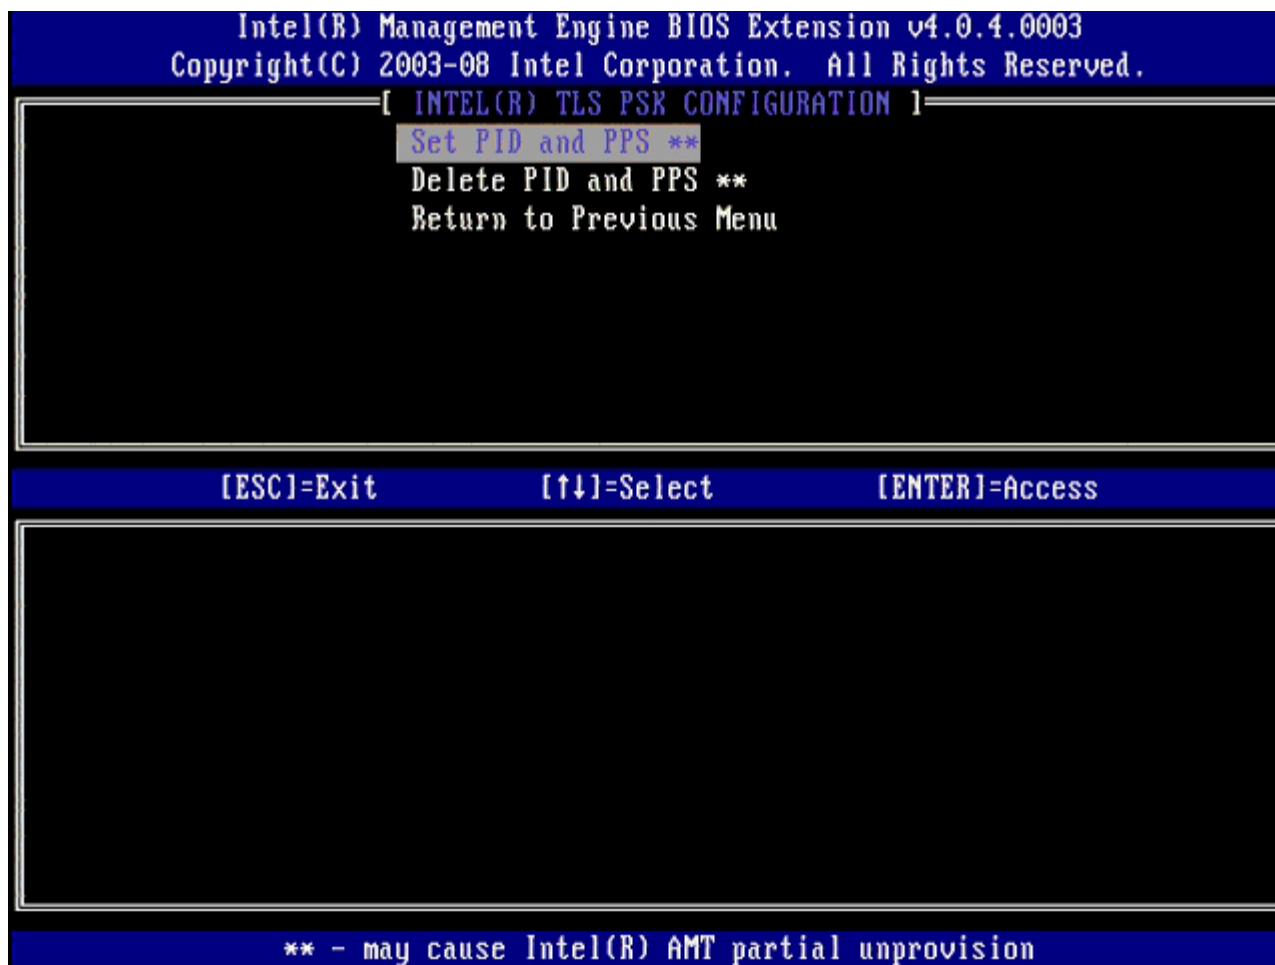 Intel(R) Management Engine BIOS Extension v4.0.4.0003
Copyright(C) 2003-08 Intel Corporation. All Rights Reserved.
[ INTEL(R) TLS PSK CONFIGURATION ]
Set PID and PPS **
Delete PID and PPS **
Return to Previous Menu
[ESC]=Exit [↑↓]=Select [ENTER]=Access
** - may cause Intel(R) AMT partial unprovision